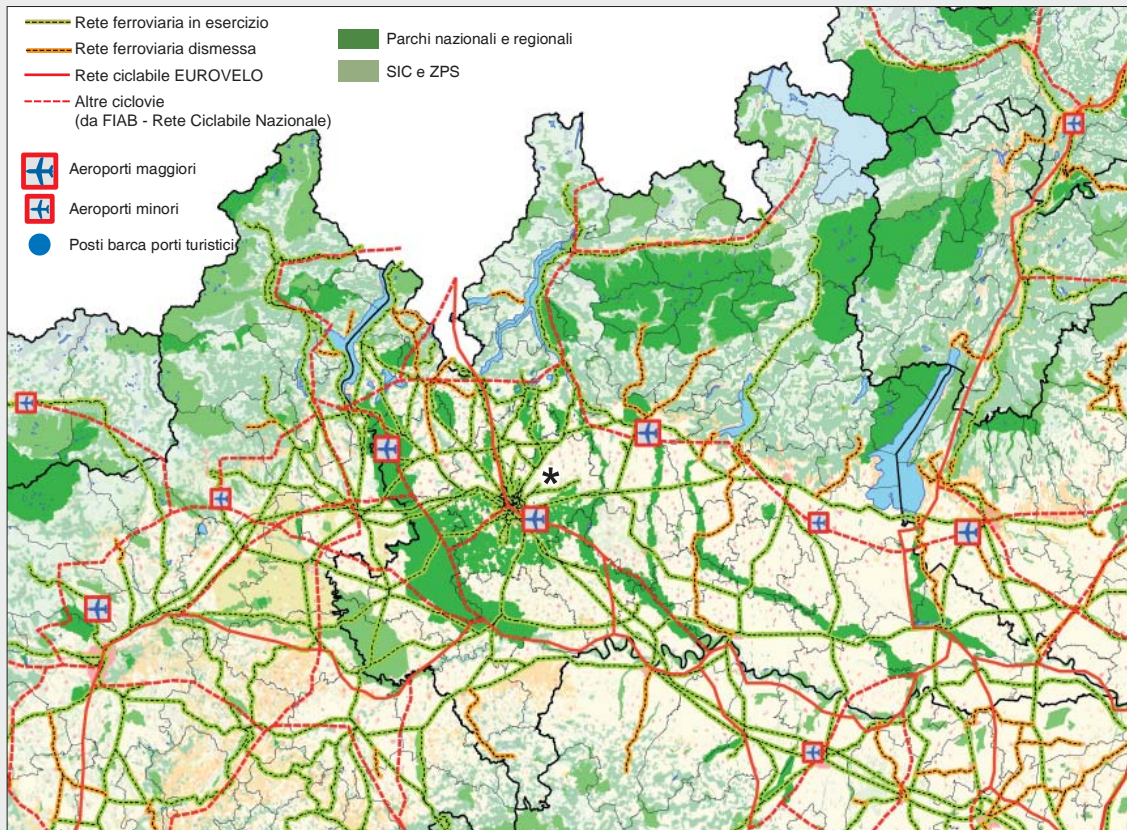 Rete ferroviaria in esercizio
Rete ferroviaria dismessa
Rete ciclabile EUROVELO
Altre ciclovie
(da FIAB - Rete Ciclabile Nazionale)
Aeroporti maggiori
Aeroporti minori
Posti barca porti turistici
Parchi nazionali e regionali
SIC e ZPS
*